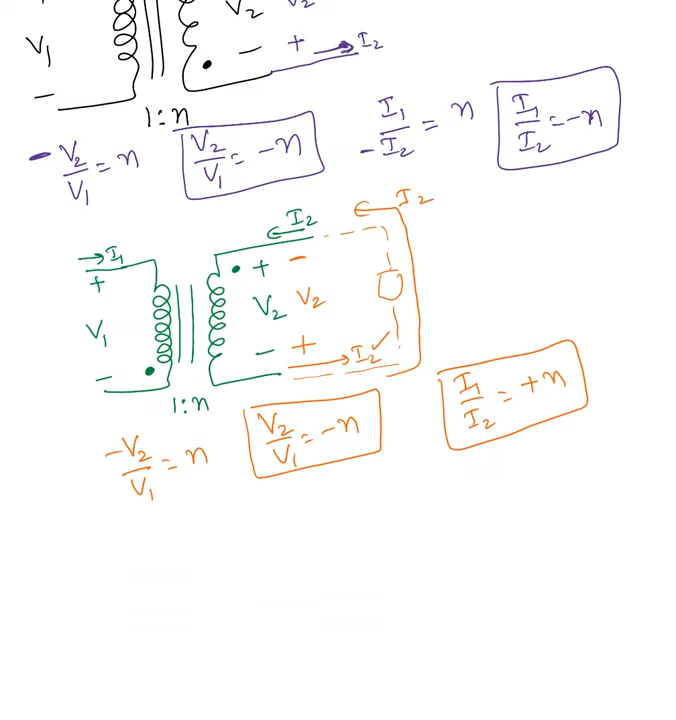 V₂ V₂
V₁ − + → I₂
−
1:n
− V₂/V₁ = n V₂/V₁ = −n I₁/−I₂ = n I₁/I₂ = −n
← I₂
→ I₁ ← I₂
+ + −
V₁ V₂ V₂
− − + → I₂ ✓
1:n
−V₂/V₁ = n V₂/V₁ = −n I₁/I₂ = +n